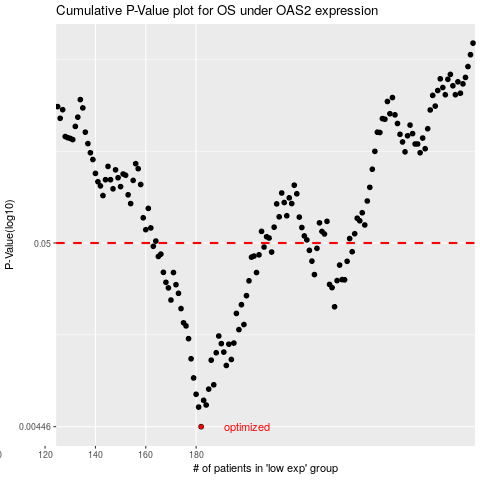 Cumulative P-Value plot for OS under OAS2 expression
P-Value(log10)
0.05
0.00446
optimized
0
120
140
160
180
# of patients in 'low exp' group